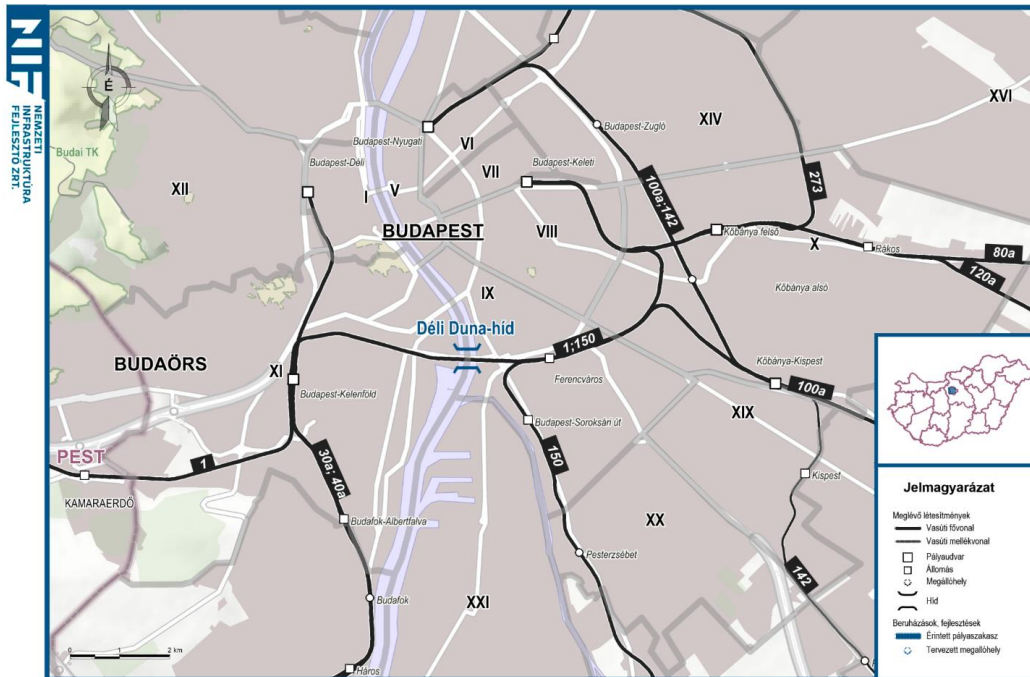 NIF
NEMZETI
INFRASTRUKTÚRA
FEJLESZTŐ ZRT.
É
Budai TK
XII
Budapest-Déli
Budapest-Nyugati
VI
VII
I
V
BUDAPEST
Budapest-Keleti
VIII
Budapest-Zugló
XIV
XVI
100a;142
273
Kőbánya felső
X
Rákos
80a
120a
Kőbánya alsó
IX
Déli Duna-híd
1;150
Ferencváros
Kőbánya-Kispest
100a
BUDAÖRS
XI
Budapest-Kelenföld
XIX
Budapest-Soroksári út
PEST
1
KAMARAERDŐ
30a; 40a
150
Kispest
Budafok-Albertfalva
XX
Pesterzsébet
142
Budafok
XXI
Háros
0 1 2 km
Jelmagyarázat
Meglévő létesítmények
Vasúti fővonal
Vasúti mellékvonal
Pályaudvar
Állomás
Megállóhely
Híd
Beruházások, fejlesztések
Érintett pályaszakasz
Tervezett megállóhely